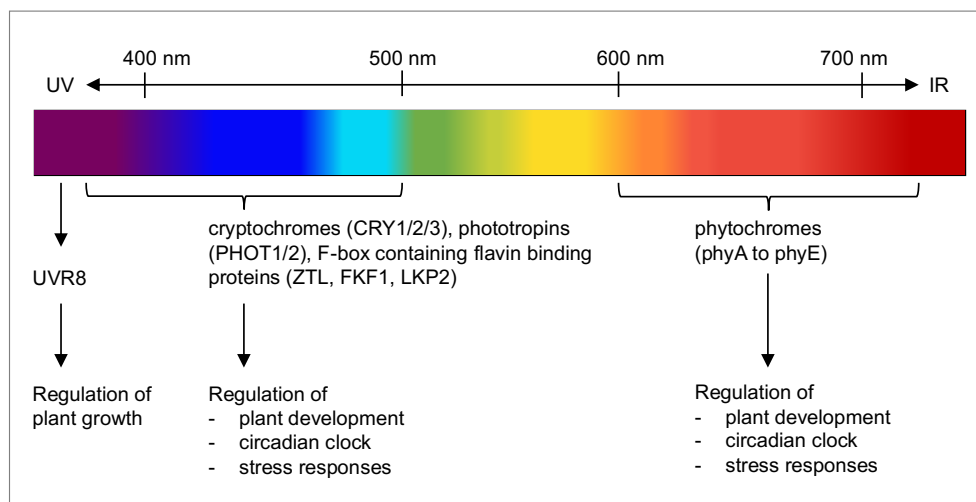 400 nm 500 nm 600 nm 700 nm
UV IR
cryptochromes (CRY1/2/3), phototropins
(PHOT1/2), F-box containing flavin binding
proteins (ZTL, FKF1, LKP2)
phytochromes
(phyA to phyE)
UVR8
Regulation of
plant growth
Regulation of
- plant development
- circadian clock
- stress responses
Regulation of
- plant development
- circadian clock
- stress responses